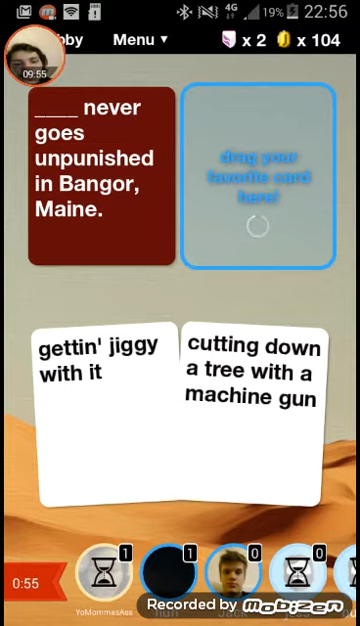 4G 19% 22:56
bby Menu x 2 x 104
09:55
____ never
goes
unpunished
in Bangor,
Maine.
drag your
favorite card
here!
gettin' jiggy
with it
cutting down
a tree with a
machine gun
1 1 0 0
0:55
YoMommasAss
Recorded by mobizen